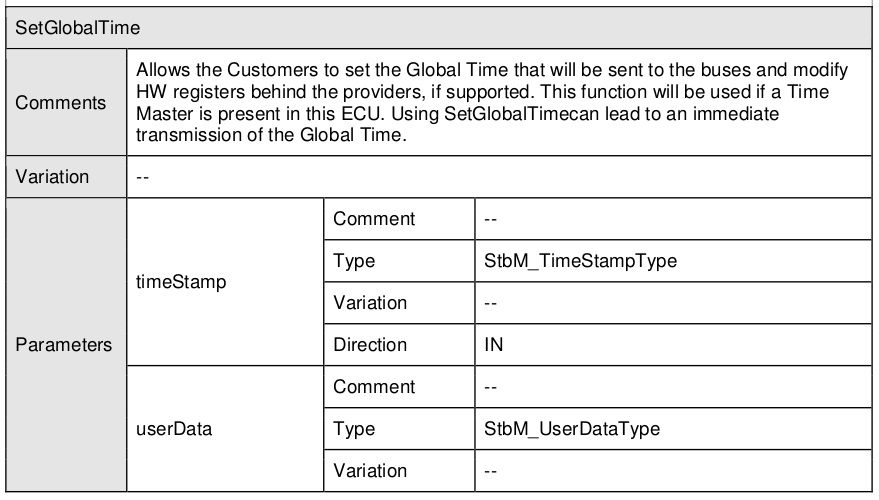 SetGlobalTime
Comments
Allows the Customers to set the Global Time that will be sent to the buses and modify
HW registers behind the providers, if supported. This function will be used if a Time
Master is present in this ECU. Using SetGlobalTimecan lead to an immediate
transmission of the Global Time.
Variation
--
Parameters
timeStamp
Comment
--
Type
StbM_TimeStampType
Variation
--
Direction
IN
userData
Comment
--
Type
StbM_UserDataType
Variation
--